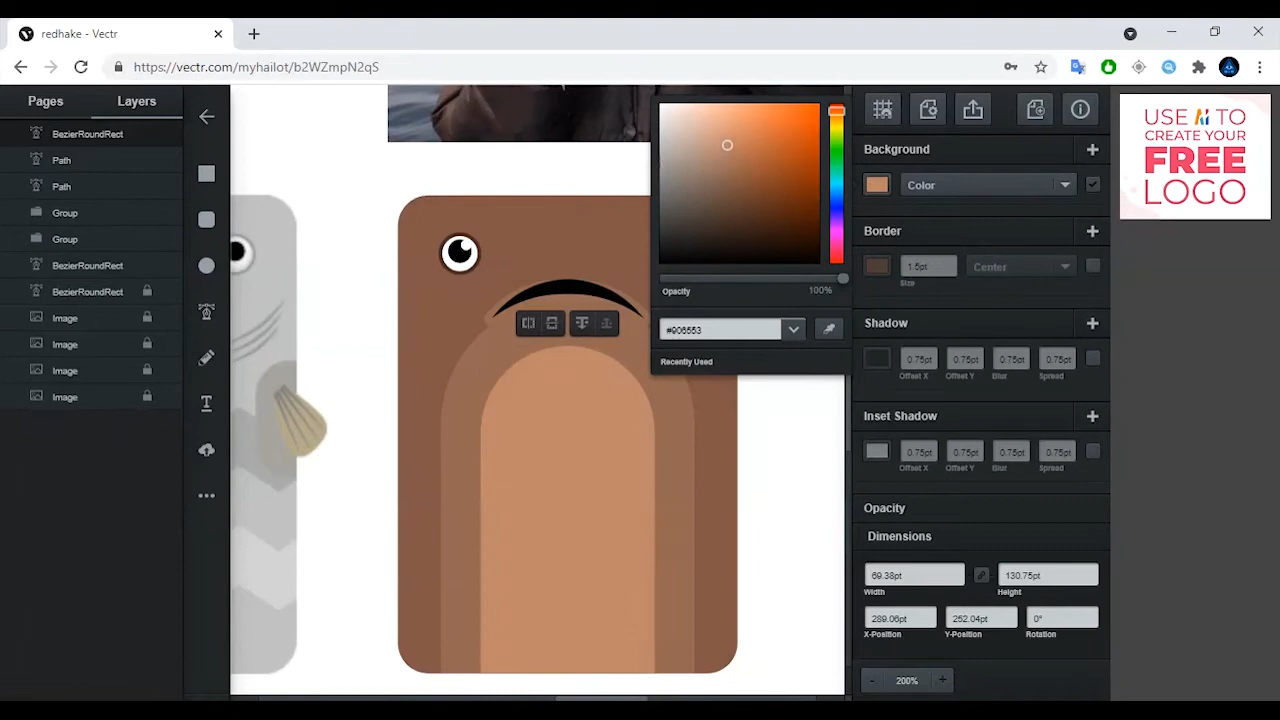 redhake - Vectr
https://vectr.com/myhailot/b2WZmpN2qS
Pages
Layers
BezierRoundRect
Path
Path
Group
Group
BezierRoundRect
BezierRoundRect
Image
Image
Image
Image
Opacity
100%
#906553
Recently Used
Background
Color
Border
1.5pt
Center
Size
Shadow
0.75pt 0.75pt 0.75pt 0.75pt
Offset X Offset Y Blur Spread
Inset Shadow
0.75pt 0.75pt 0.75pt 0.75pt
Offset X Offset Y Blur Spread
Opacity
Dimensions
69.38pt 130.75pt
Width Height
289.06pt 252.04pt 0°
X-Position Y-Position Rotation
- 200% +
USE AI TO
CREATE YOUR
FREE
LOGO